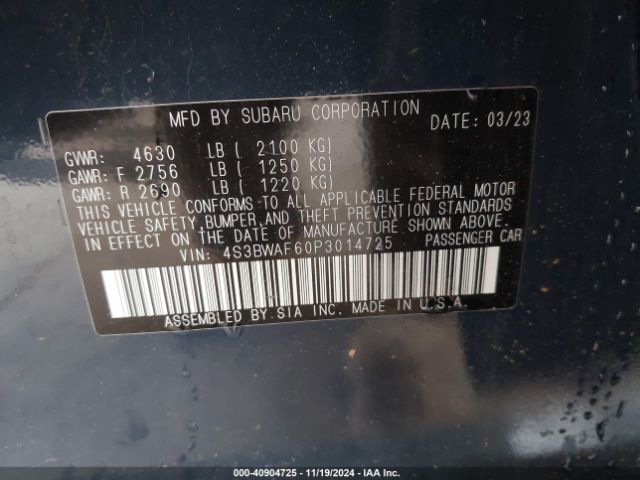 MFD BY SUBARU CORPORATION DATE: 03/23
GVWR: 4630 LB ( 2100 KG)
GAWR: F 2756 LB ( 1250 KG)
GAWR: R 2690 LB ( 1220 KG)
THIS VEHICLE CONFORMS TO ALL APPLICABLE FEDERAL MOTOR
VEHICLE SAFETY, BUMPER, AND THEFT PREVENTION STANDARDS
IN EFFECT ON THE DATE OF MANUFACTURE SHOWN ABOVE.
VIN: 4S3BWAF60P3014725 PASSENGER CAR
ASSEMBLED BY SIA INC. MADE IN U.S.A.
000-40904725 - 11/19/2024 - IAA Inc.